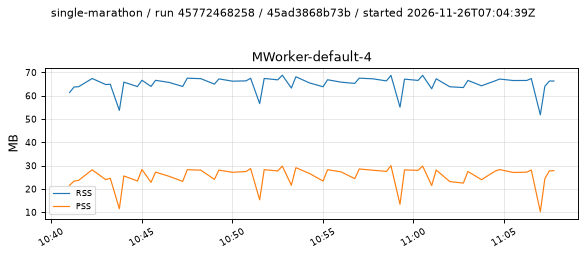 single-marathon / run 45772468258 / 45ad3868b73b / started 2026-11-26T07:04:39Z
MWorker-default-4
MB
70
60
50
40
30
20
10
RSS
PSS
10:40
10:45
10:50
10:55
11:00
11:05